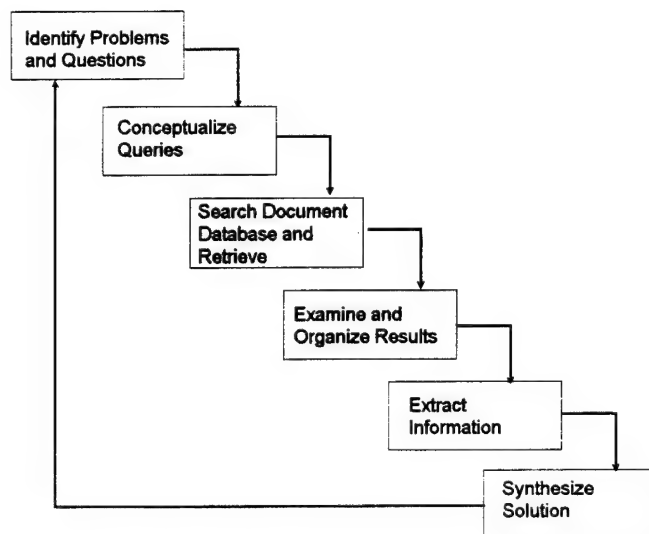 Identify Problems
and Questions
Conceptualize
Queries
Search Document
Database and
Retrieve
Examine and
Organize Results
Extract
Information
Synthesize
Solution